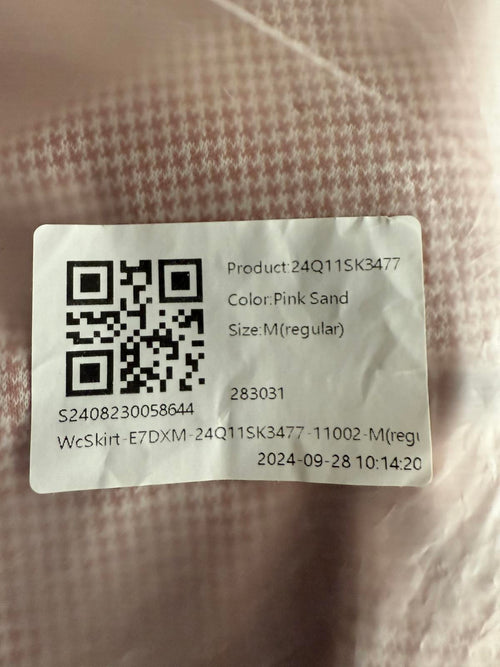 Product:24Q11SK3477
Color:Pink Sand
Size:M(regular)
283031
S2408230058644
WcSkirt-E7DXM-24Q11SK3477-11002-M(regu
2024-09-28 10:14:20